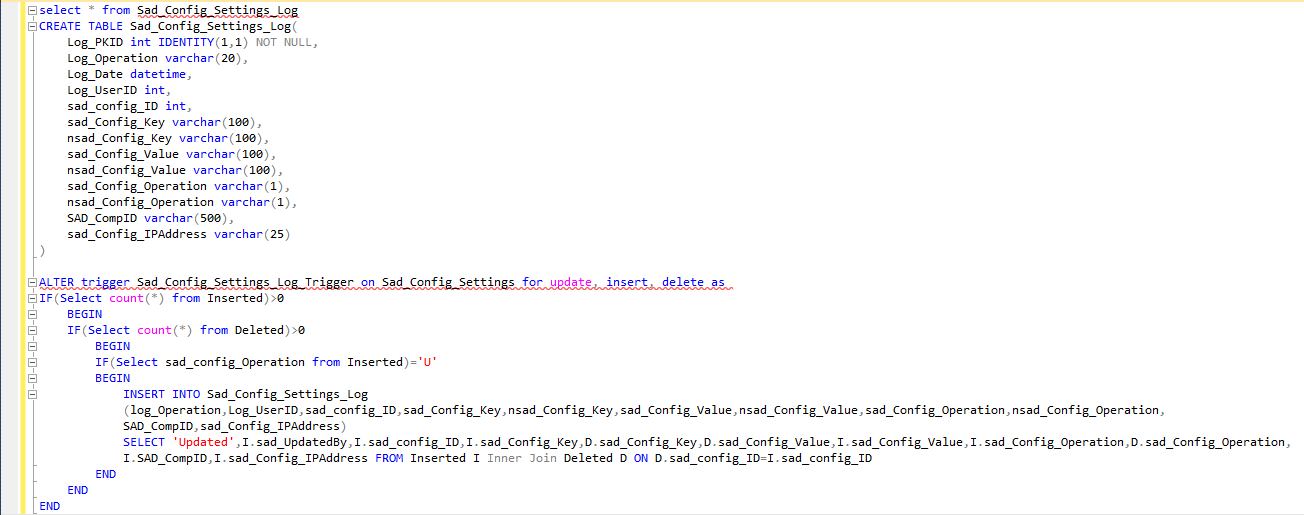 select * from Sad_Config_Settings_Log
CREATE TABLE Sad_Config_Settings_Log(
Log_PKID int IDENTITY(1,1) NOT NULL,
Log_Operation varchar(20),
Log_Date datetime,
Log_UserID int,
sad_config_ID int,
sad_Config_Key varchar(100),
nsad_Config_Key varchar(100),
sad_Config_Value varchar(100),
nsad_Config_Value varchar(100),
sad_Config_Operation varchar(1),
nsad_Config_Operation varchar(1),
SAD_CompID varchar(500),
sad_Config_IPAddress varchar(25)
)
ALTER trigger Sad_Config_Settings_Log_Trigger on Sad_Config_Settings for update, insert, delete as
IF(Select count(*) from Inserted)>0
BEGIN
IF(Select count(*) from Deleted)>0
BEGIN
IF(Select sad_config_Operation from Inserted)='U'
BEGIN
INSERT INTO Sad_Config_Settings_Log
(log_Operation,Log_UserID,sad_config_ID,sad_Config_Key,nsad_Config_Key,sad_Config_Value,nsad_Config_Value,sad_Config_Operation,nsad_Config_Operation,
SAD_CompID,sad_Config_IPAddress)
SELECT 'Updated',I.sad_UpdatedBy,I.sad_config_ID,I.sad_Config_Key,D.sad_Config_Key,D.sad_Config_Value,I.sad_Config_Value,I.sad_Config_Operation,D.sad_Config_Operation,
I.SAD_CompID,I.sad_Config_IPAddress FROM Inserted I Inner Join Deleted D ON D.sad_config_ID=I.sad_config_ID
END
END
END